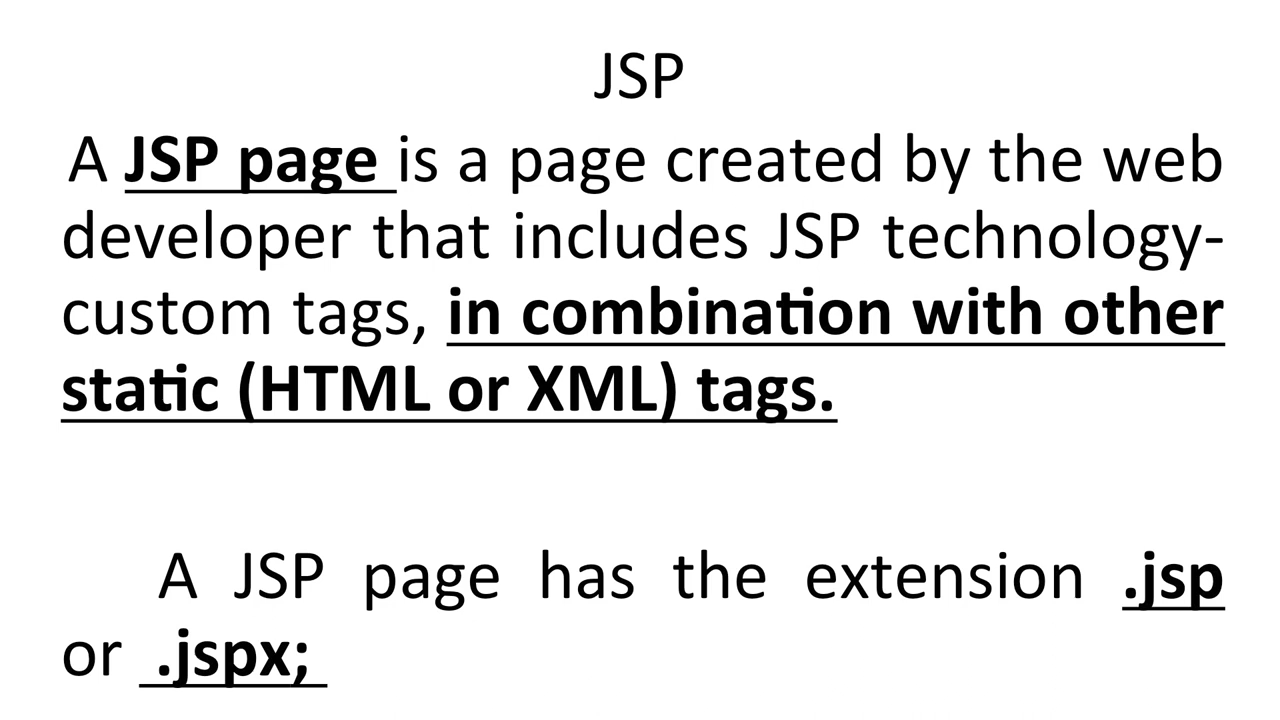 JSP
A JSP page is a page created by the web
developer that includes JSP technology-
custom tags, in combination with other
static (HTML or XML) tags.
A JSP page has the extension .jsp
or .jspx;